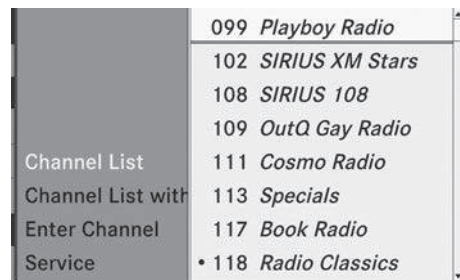 099 Playboy Radio
102 SIRIUS XM Stars
108 SIRIUS 108
109 OutQ Gay Radio
Channel List 111 Cosmo Radio
Channel List with 113 Specials
Enter Channel 117 Book Radio
Service • 118 Radio Classics